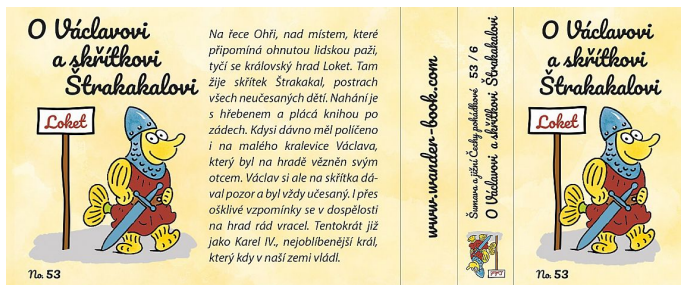 O Václavovi
a skřítkovi
Štrakakalovi
Loket
No. 53
Na řece Ohři, nad místem, které
připomíná ohnutou lidskou paži,
tyčí se královský hrad Loket. Tam
žije skřítek Štrakakal, postrach
všech neučesaných dětí. Nahání je
s hřebenem a plácá knihou po
zádech. Kdysi dávno měl políčeno
i na malého kralevice Václava,
který byl na hradě vězněn svým
otcem. Václav si ale na skřítka dá-
val pozor a byl vždy učesaný. I přes
ošklivé vzpomínky se v dospělosti
na hrad rád vracel. Tentokrát již
jako Karel IV., nejoblíbenější král,
který kdy v naší zemi vládl.
www.wander-book.com
Šumava a jižní Čechy pohádkové 53 / 6
O Václavovi a skřítkovi Štrakakalovi
O Václavovi
a skřítkovi
Štrakakalovi
Loket
No. 53